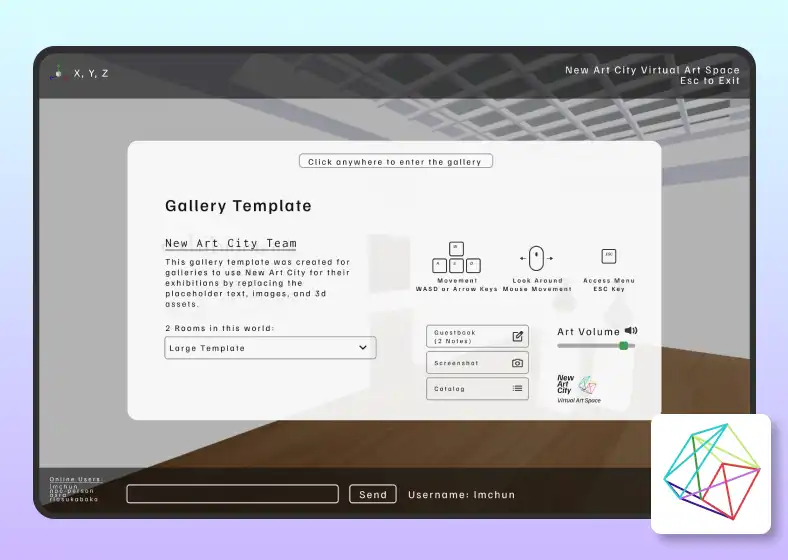 X, Y, Z
New Art City Virtual Art Space
Esc to Exit
Click anywhere to enter the gallery
Gallery Template
New Art City Team
This gallery template was created for
galleries to use New Art City for their
exhibitions by replacing the
placeholder text, images, and 3d
assets.
2 Rooms in this world:
Large Template
W
A S D
Movement
WASD or Arrow Keys
Look Around
Mouse Movement
ESC
Access Menu
ESC Key
Guestbook
(2 Notes)
Screenshot
Catalog
Art Volume
New
Art
City
Virtual Art Space
Online Users:
lmchun
npc-person
riosukaboko
Send
Username: lmchun